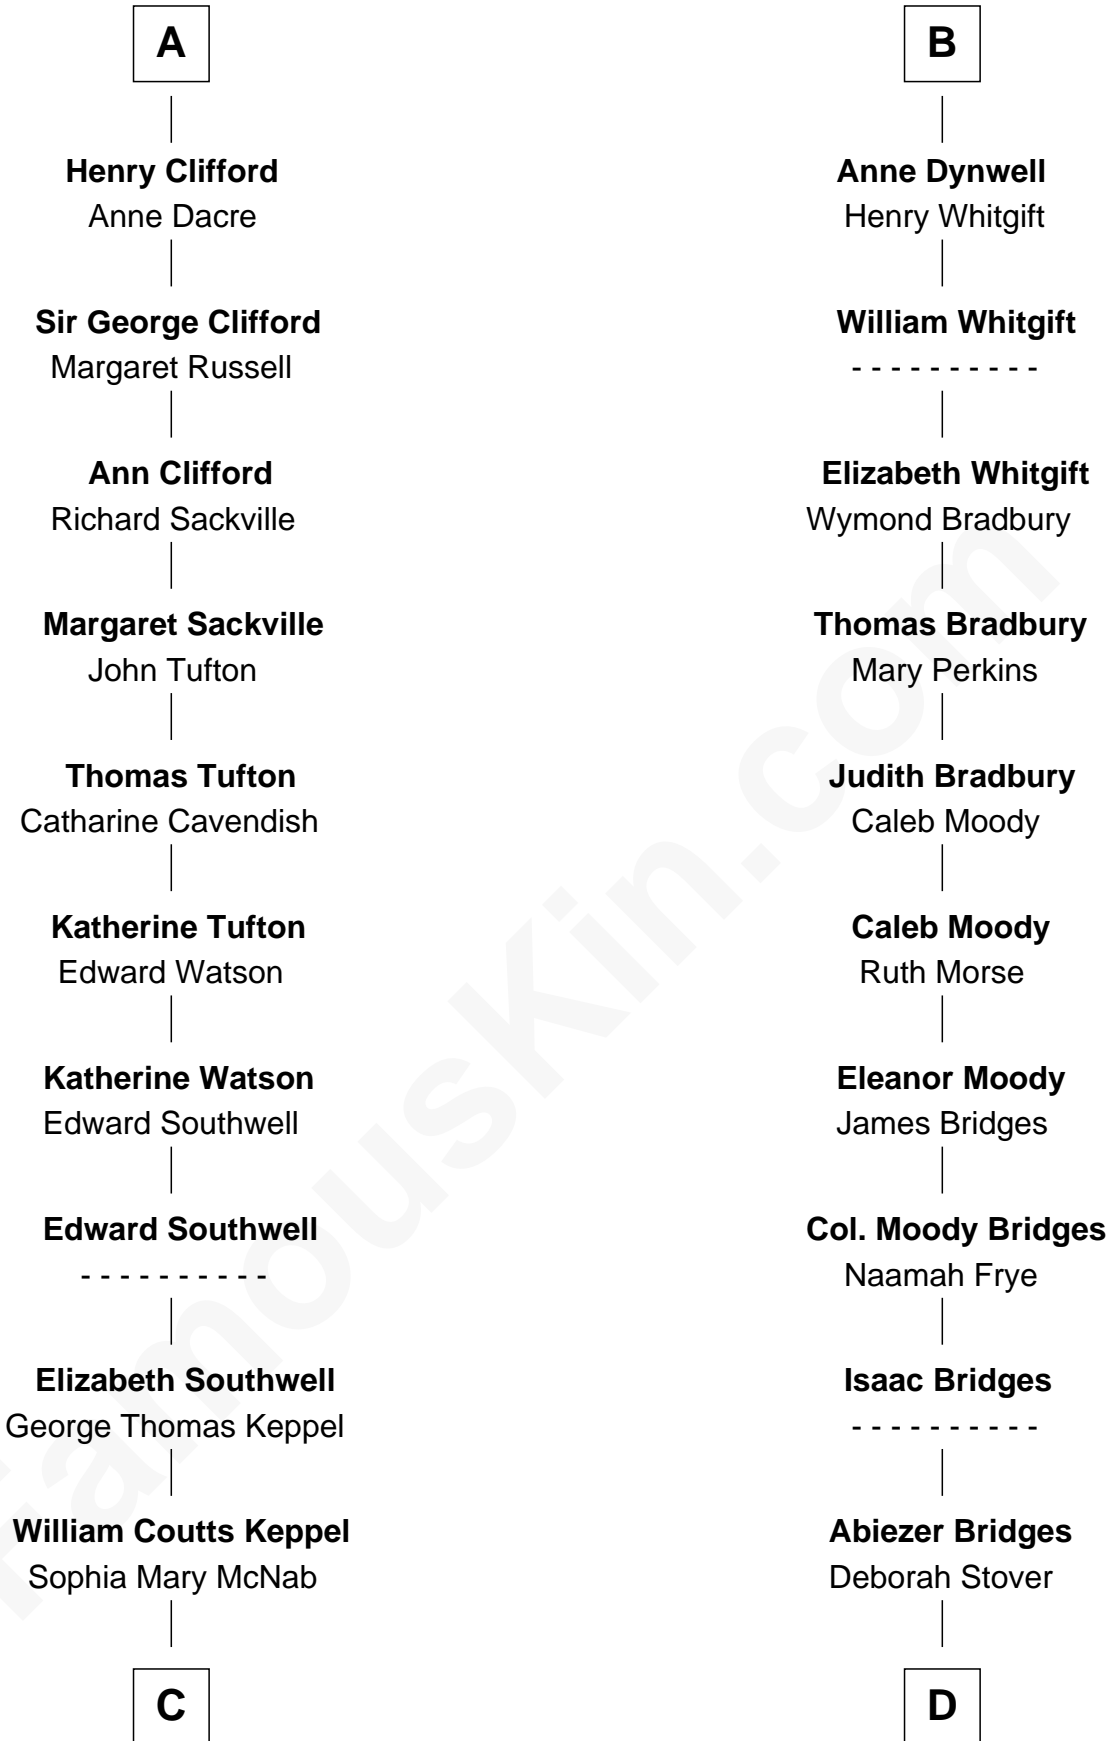 A
Henry Clifford
Anne Dacre
Sir George Clifford
Margaret Russell
Ann Clifford
Richard Sackville
Margaret Sackville
John Tufton
Thomas Tufton
Catharine Cavendish
Katherine Tufton
Edward Watson
Katherine Watson
Edward Southwell
Edward Southwell
- - - - - - - - - -
Elizabeth Southwell
George Thomas Keppel
William Coutts Keppel
Sophia Mary McNab
C
B
Anne Dynwell
Henry Whitgift
William Whitgift
- - - - - - - - - -
Elizabeth Whitgift
Wymond Bradbury
Thomas Bradbury
Mary Perkins
Judith Bradbury
Caleb Moody
Caleb Moody
Ruth Morse
Eleanor Moody
James Bridges
Col. Moody Bridges
Naamah Frye
Isaac Bridges
- - - - - - - - - -
Abiezer Bridges
Deborah Stover
D
FamousKin.com